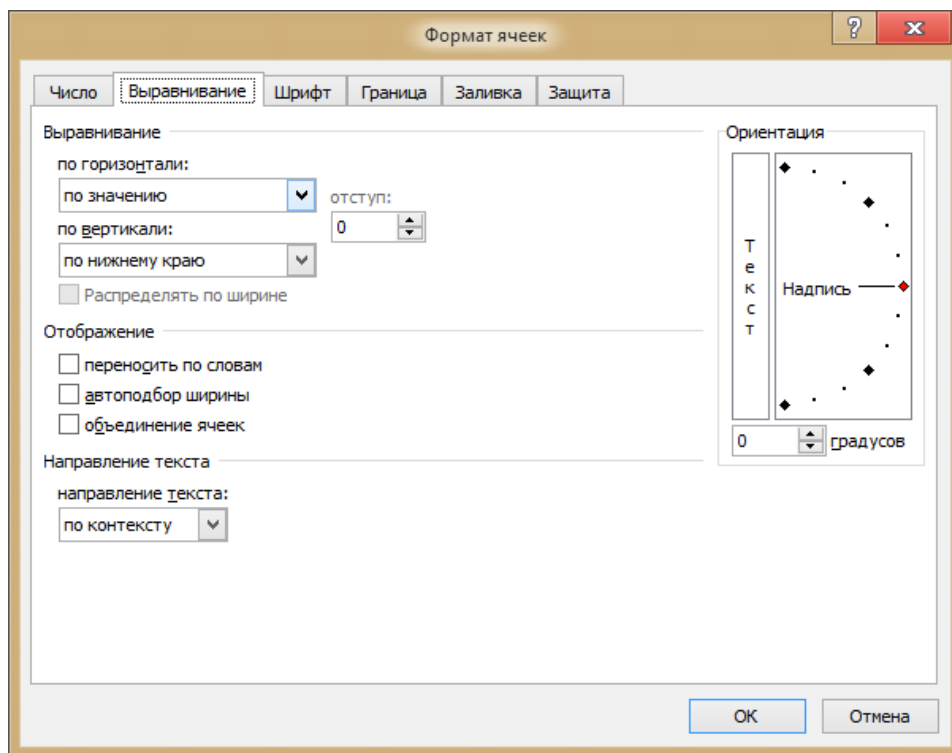 Формат ячеек
?
Число Выравнивание Шрифт Граница Заливка Защита
Выравнивание
по горизонтали:
по значению
отступ:
0
по вертикали:
по нижнему краю
Распределять по ширине
Отображение
переносить по словам
автоподбор ширины
объединение ячеек
Направление текста
направление текста:
по контексту
Ориентация
Текст
Надпись
0 градусов
ОК Отмена